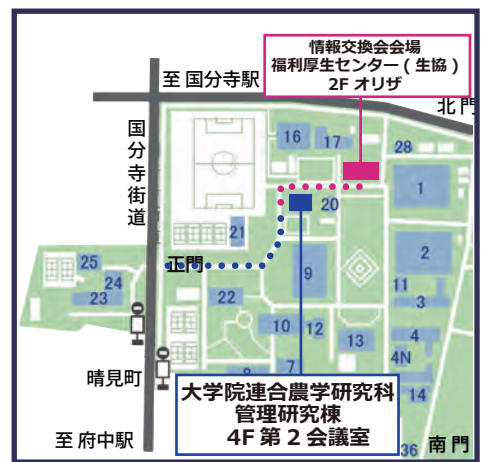 情報交換会会場
福利厚生センター(生協)
2F オリザ
至 国分寺駅
北門
国分寺街道
16
17
28
1
20
21
正門
2
9
25
24
23
22
11
3
10
12
13
4
4N
7
8
14
晴見町
大学院連合農学研究科
管理研究棟
4F 第2会議室
至 府中駅
36
南門